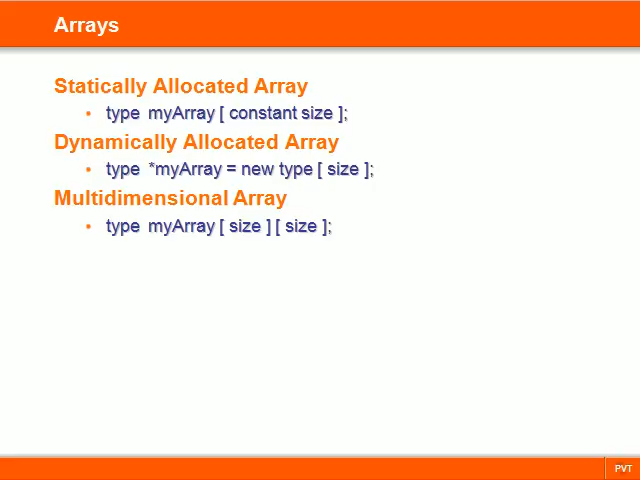 Arrays
Statically Allocated Array
• type myArray [ constant size ];
Dynamically Allocated Array
• type *myArray = new type [ size ];
Multidimensional Array
• type myArray [ size ] [ size ];
PVT